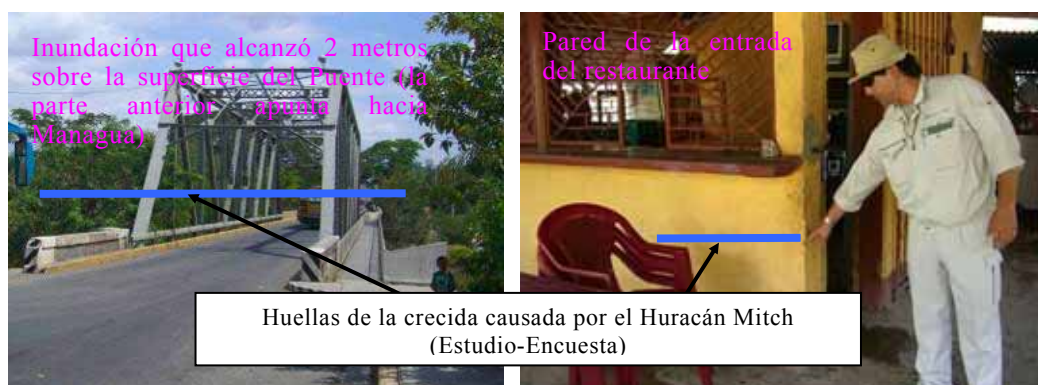 Inundación que alcanzó 2 metros
sobre la superficie del Puente (la
parte anterior apunta hacia
Managua)
Pared de la entrada
del restaurante
Huellas de la crecida causada por el Huracán Mitch
(Estudio-Encuesta)